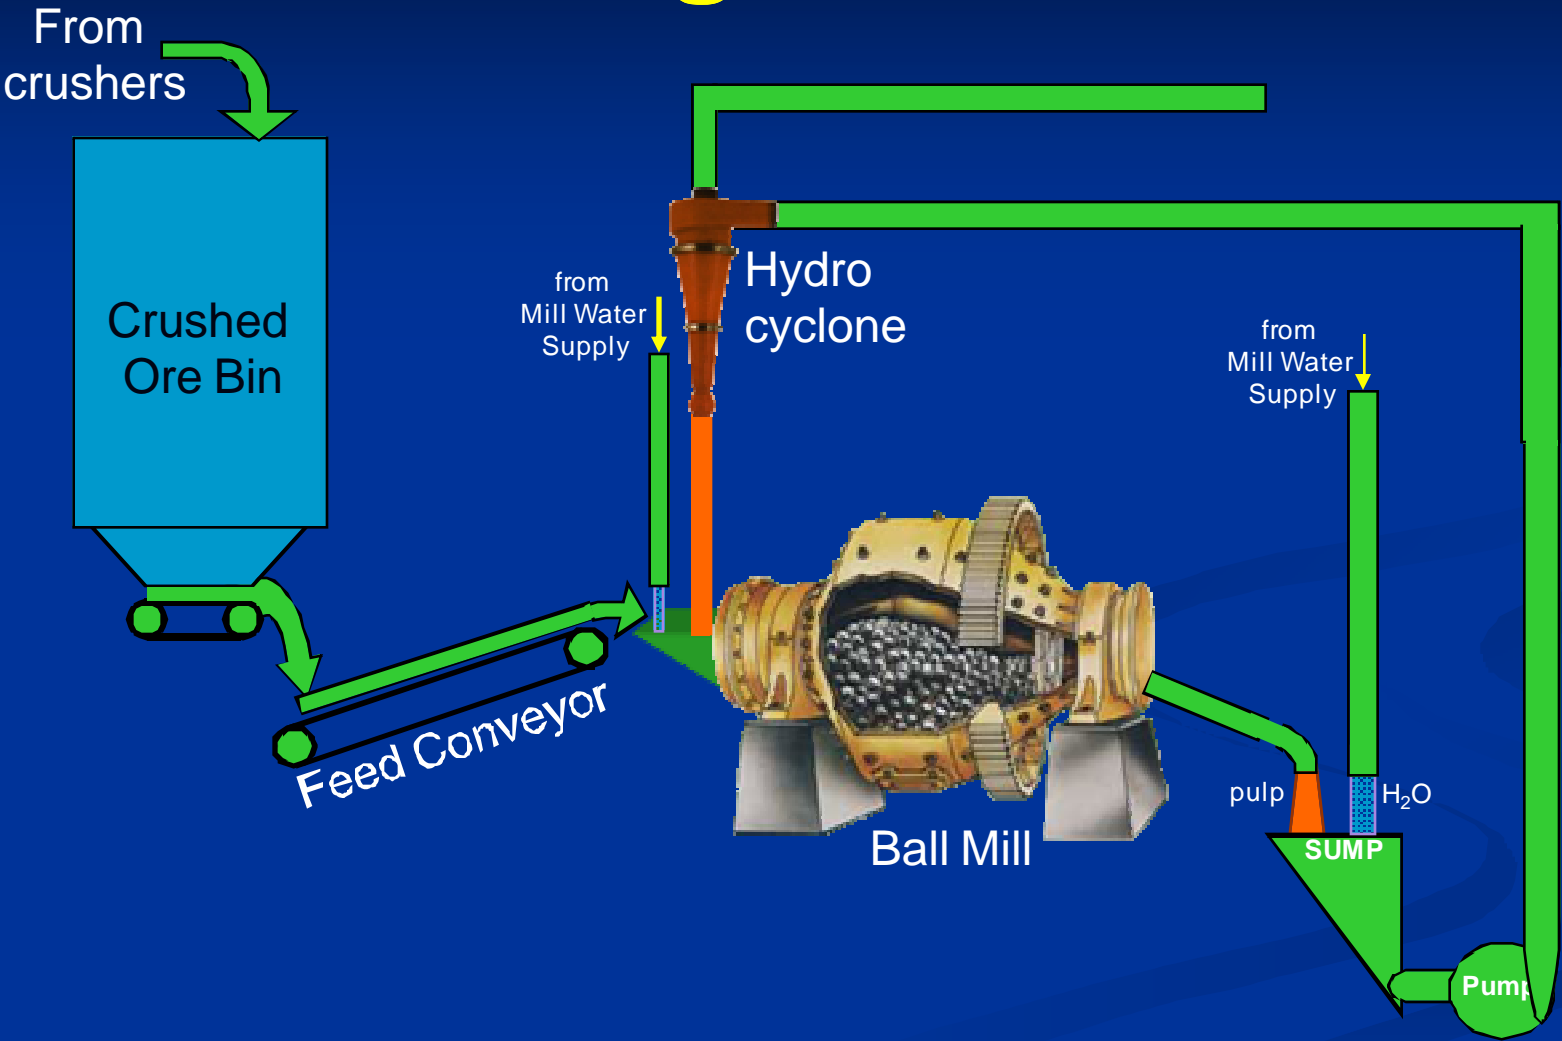 From
crushers
Crushed
Ore Bin
from
Mill Water
Supply
Hydro
cyclone
from
Mill Water
Supply
Feed Conveyor
Ball Mill
pulp
H₂O
SUMP
Pump